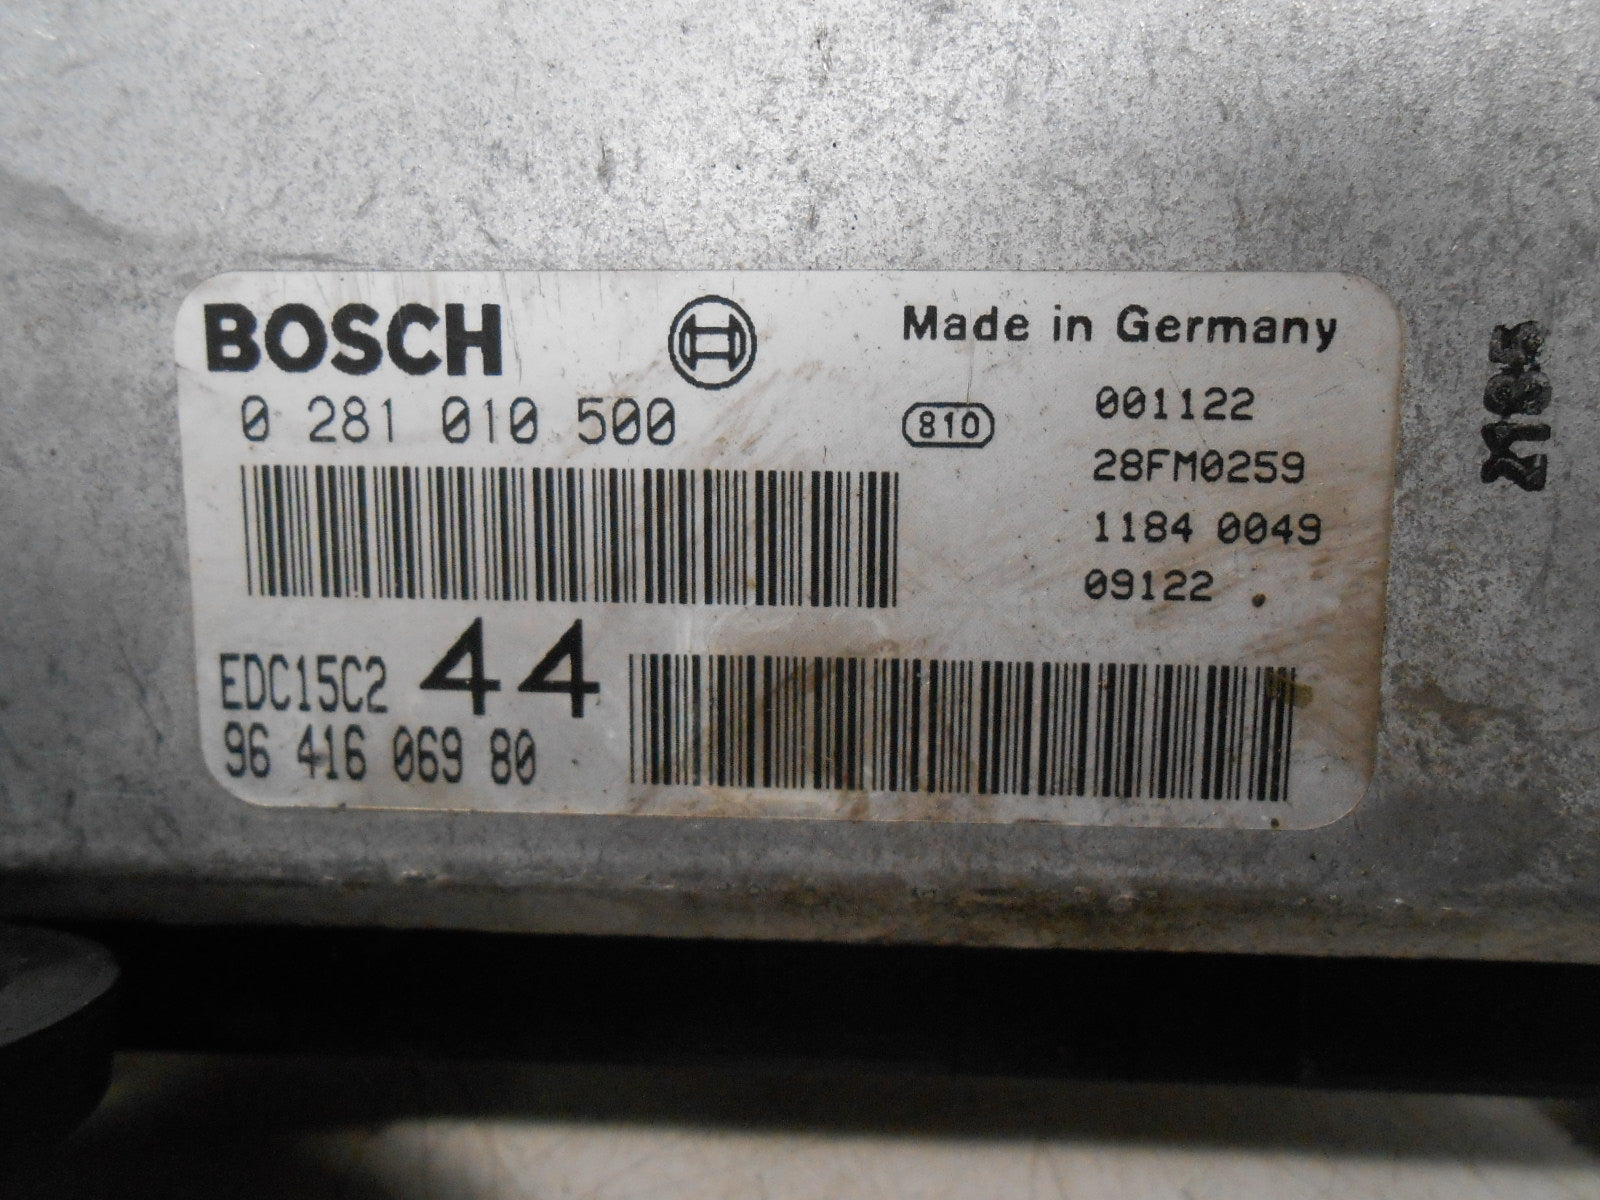 BOSCH
Made in Germany
0 281 010 500
810
001122
28FM0259
1184 0049
09122
EDC15C2 44
96 416 069 80